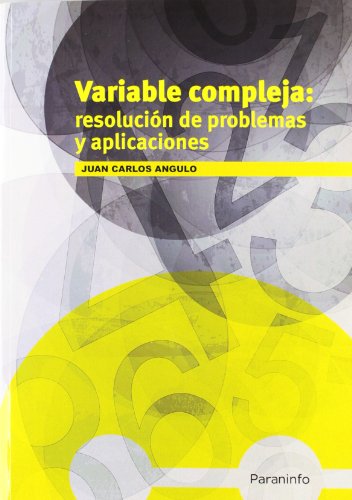 Variable compleja:
resolución de problemas
y aplicaciones
JUAN CARLOS ANGULO
Paraninfo